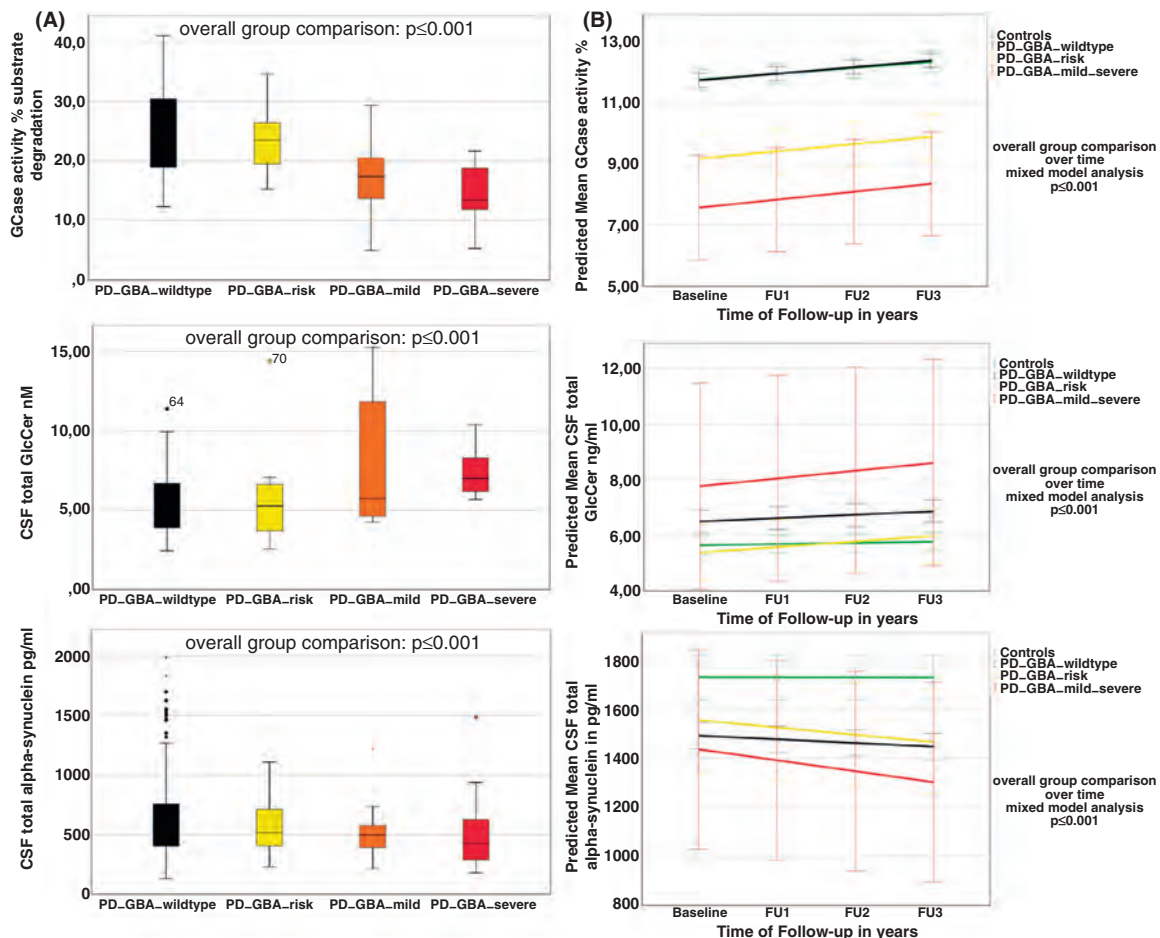 (A)
overall group comparison: p≤0.001
GCase activity % substrate
degradation
40,0
30,0
20,0
10,0
,0
PD_GBA_wildtype PD_GBA_risk PD_GBA_mild PD_GBA_severe
overall group comparison: p≤0.001
CSF total GlcCer nM
15,00
10,00
5,00
,00
64
70
PD_GBA_wildtype PD_GBA_risk PD_GBA_mild PD_GBA_severe
overall group comparison: p≤0.001
CSF total alpha-synuclein pg/ml
2000
1500
1000
500
0
PD_GBA_wildtype PD_GBA_risk PD_GBA_mild PD_GBA_severe
(B)
Predicted Mean GCase activity %
13,00
11,00
9,00
7,00
5,00
Baseline FU1 FU2 FU3
Time of Follow-up in years
Controls
PD_GBA_wildtype
PD_GBA_risk
PD_GBA_mild_severe
overall group comparison
over time
mixed model analysis
p≤0.001
Predicted Mean CSF total
GlcCer ng/ml
12,00
10,00
8,00
6,00
4,00
Baseline FU1 FU2 FU3
Time of Follow-up in years
Controls
PD_GBA_wildtype
PD_GBA_risk
PD_GBA_mild_severe
overall group comparison
over time
mixed model analysis
p≤0.001
Predicted Mean CSF total
alpha-synuclein in pg/ml
1800
1600
1400
1200
1000
800
Baseline FU1 FU2 FU3
Time of Follow-up in years
Controls
PD_GBA_wildtype
PD_GBA_risk
PD_GBA_mild_severe
overall group comparison
over time
mixed model analysis
p≤0.001